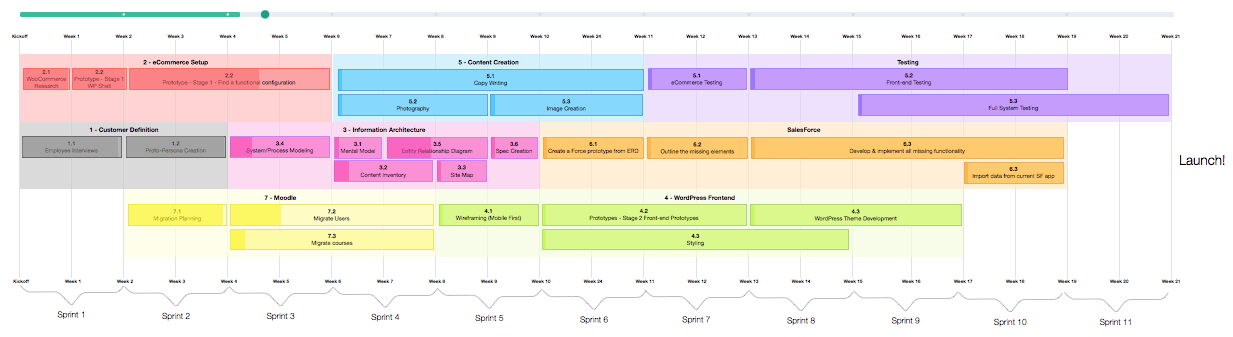 Kickoff Week 1 Week 2 Week 3 Week 4 Week 5 Week 6 Week 7 Week 8 Week 9 Week 10 Week 24 Week 11 Week 12 Week 13 Week 14 Week 15 Week 16 Week 17 Week 18 Week 19 Week 20 Week 21
2 - eCommerce Setup
2.1
WooCommerce
Research
2.2
Prototype - Stage 1
WP Shell
2.2
Prototype - Stage 1 - Find a functional configuration
5 - Content Creation
5.1
Copy Writing
5.2
Photography
5.3
Image Creation
Testing
5.1
eCommerce Testing
5.2
Front-end Testing
5.3
Full System Testing
1 - Customer Definition
1.1
Employee Interviews
1.2
Proto-Persona Creation
3 - Information Architecture
3.4
System/Process Modeling
3.1
Mental Model
3.5
Entity Relationship Diagram
3.6
Spec Creation
3.2
Content Inventory
3.3
Site Map
SalesForce
6.1
Create a Force prototype from ERD
6.2
Outline the missing elements
6.3
Develop & implement all missing functionality
6.3
Import data from current SF app
Launch!
7 - Moodle
7.1
Migration Planning
7.2
Migrate Users
7.3
Migrate courses
4 - WordPress Frontend
4.1
Wireframing (Mobile First)
4.2
Prototypes - Stage 2 Front-end Prototypes
4.3
WordPress Theme Development
4.3
Styling
Kickoff Week 1 Week 2 Week 3 Week 4 Week 5 Week 6 Week 7 Week 8 Week 9 Week 10 Week 24 Week 11 Week 12 Week 13 Week 14 Week 15 Week 16 Week 17 Week 18 Week 19 Week 20 Week 21
Sprint 1 Sprint 2 Sprint 3 Sprint 4 Sprint 5 Sprint 6 Sprint 7 Sprint 8 Sprint 9 Sprint 10 Sprint 11